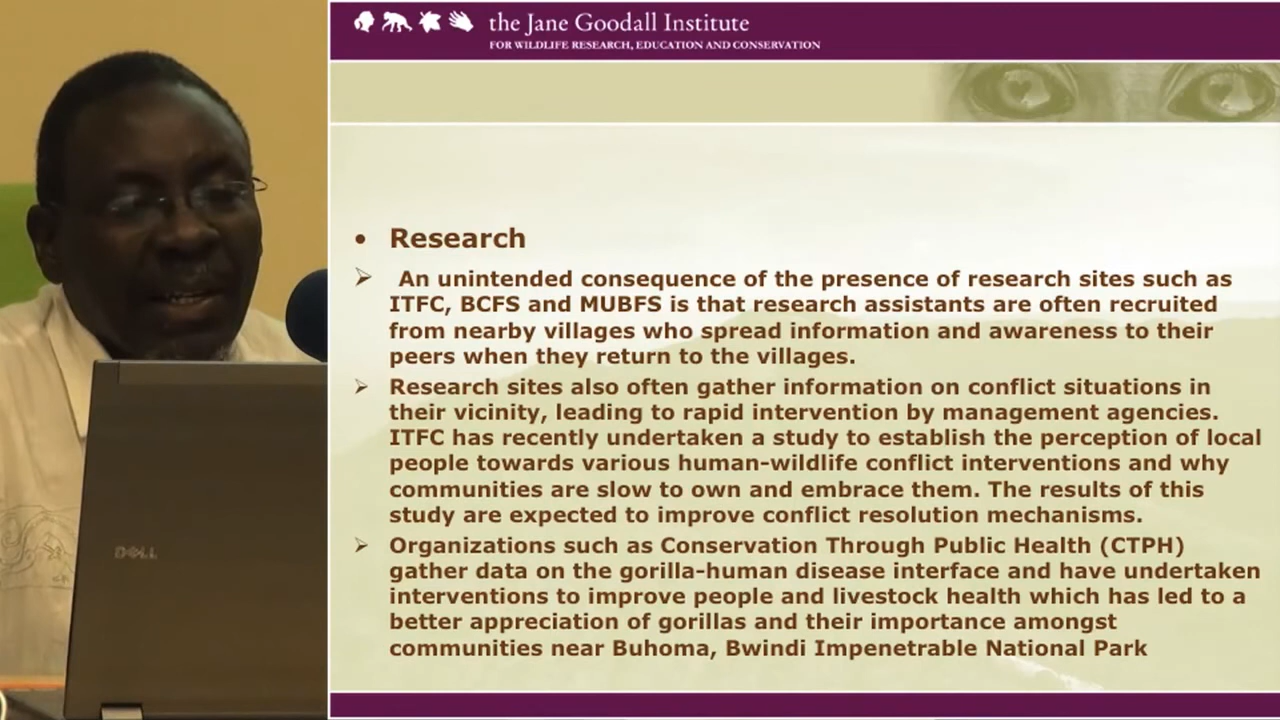 the Jane Goodall Institute
FOR WILDLIFE RESEARCH, EDUCATION AND CONSERVATION
• Research
➢ An unintended consequence of the presence of research sites such as
ITFC, BCFS and MUBFS is that research assistants are often recruited
from nearby villages who spread information and awareness to their
peers when they return to the villages.
➢ Research sites also often gather information on conflict situations in
their vicinity, leading to rapid intervention by management agencies.
ITFC has recently undertaken a study to establish the perception of local
people towards various human-wildlife conflict interventions and why
communities are slow to own and embrace them. The results of this
study are expected to improve conflict resolution mechanisms.
➢ Organizations such as Conservation Through Public Health (CTPH)
gather data on the gorilla-human disease interface and have undertaken
interventions to improve people and livestock health which has led to a
better appreciation of gorillas and their importance amongst
communities near Buhoma, Bwindi Impenetrable National Park
DELL